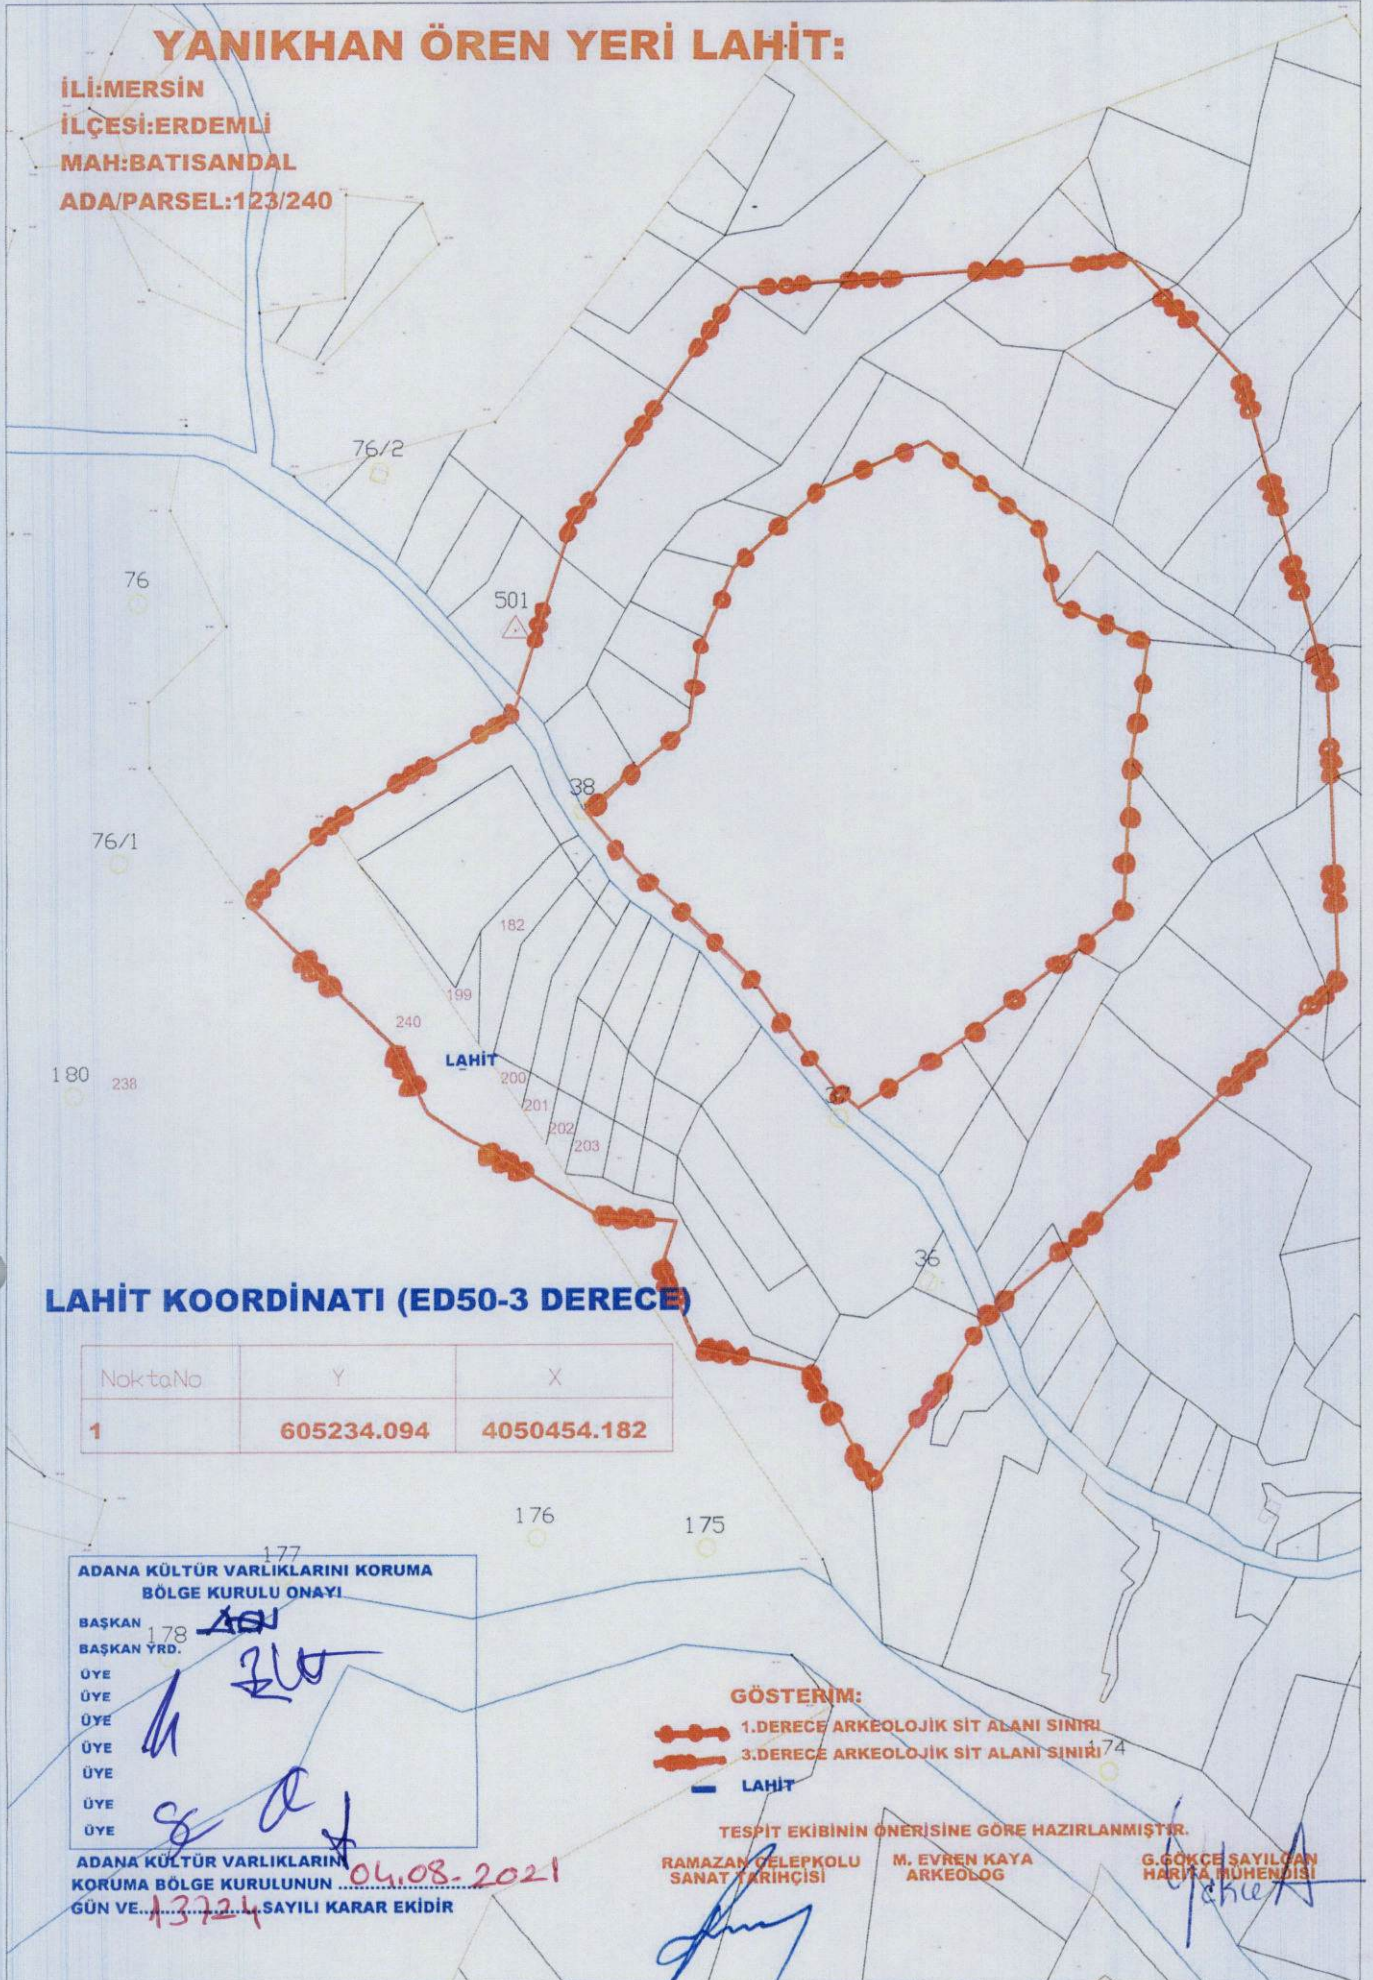 YANIKHAN ÖREN YERİ LAHİT:
İLİ:MERSİN
İLÇESİ:ERDEMLİ
MAH:BATISANDAL
ADA/PARSEL:123/240
76/2
76
501
38
76/1
182
199
240
LAHİT
180
238
200
201
202
203
37
36
LAHİT KOORDİNATI (ED50-3 DERECE)
NoktaNo Y X
1 605234.094 4050454.182
176
175
177
ADANA KÜLTÜR VARLIKLARINI KORUMA
BÖLGE KURULU ONAYI
BAŞKAN
178
BAŞKAN YRD.
ÜYE
ÜYE
ÜYE
ÜYE
ÜYE
ÜYE
ÜYE
ADANA KÜLTÜR VARLIKLARINI
KORUMA BÖLGE KURULUNUN 04.08.2021
GÜN VE 13724 SAYILI KARAR EKİDİR
GÖSTERİM:
1.DERECE ARKEOLOJİK SİT ALANI SINIRI
3.DERECE ARKEOLOJİK SİT ALANI SINIRI
174
LAHİT
TESPİT EKİBİNİN ÖNERİSİNE GÖRE HAZIRLANMIŞTIR.
RAMAZAN CELEPKOLU M. EVREN KAYA G.GÖKÇE SAYILGAN
SANAT TARİHÇİSİ ARKEOLOG HARİTA MÜHENDİSİ